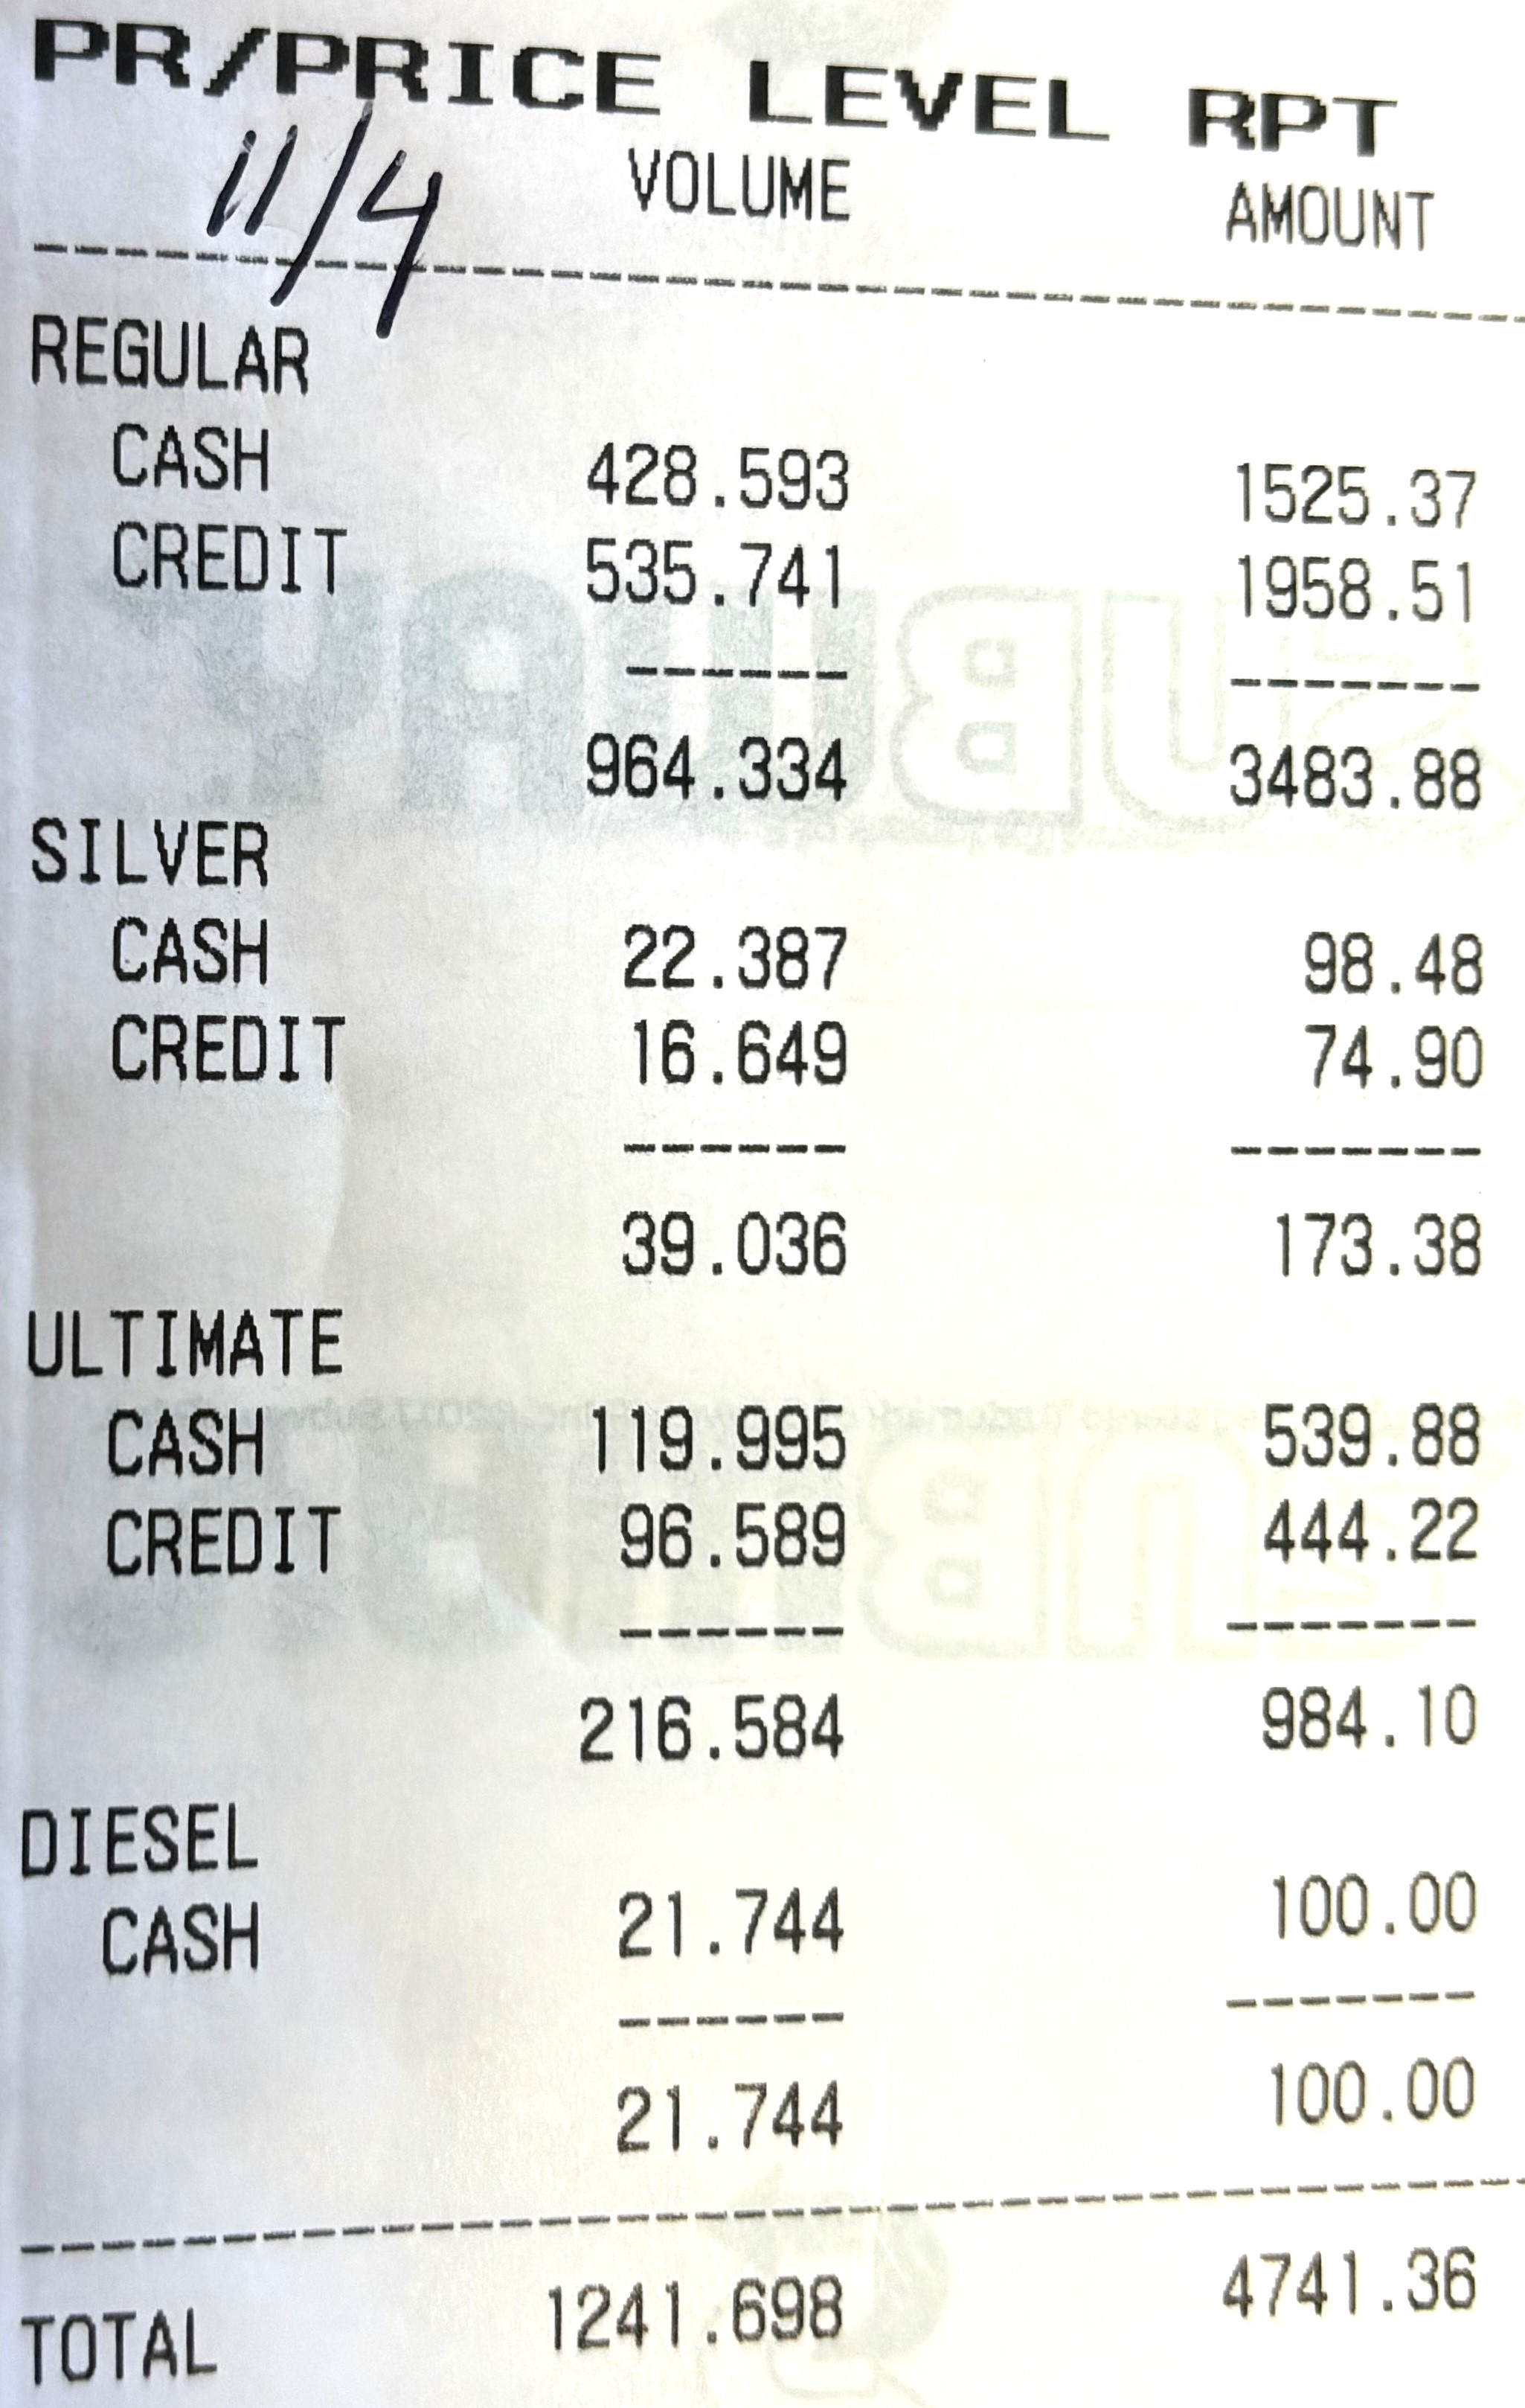 PR/PRICE LEVEL RPT
11/4 VOLUME AMOUNT
REGULAR
CASH 428.593 1525.37
CREDIT 535.741 1958.51
964.334 3483.88
SILVER
CASH 22.387 98.48
CREDIT 16.649 74.90
39.036 173.38
ULTIMATE
CASH 119.995 539.88
CREDIT 96.589 444.22
216.584 984.10
DIESEL
CASH 21.744 100.00
21.744 100.00
TOTAL 1241.698 4741.36
SUBWAY